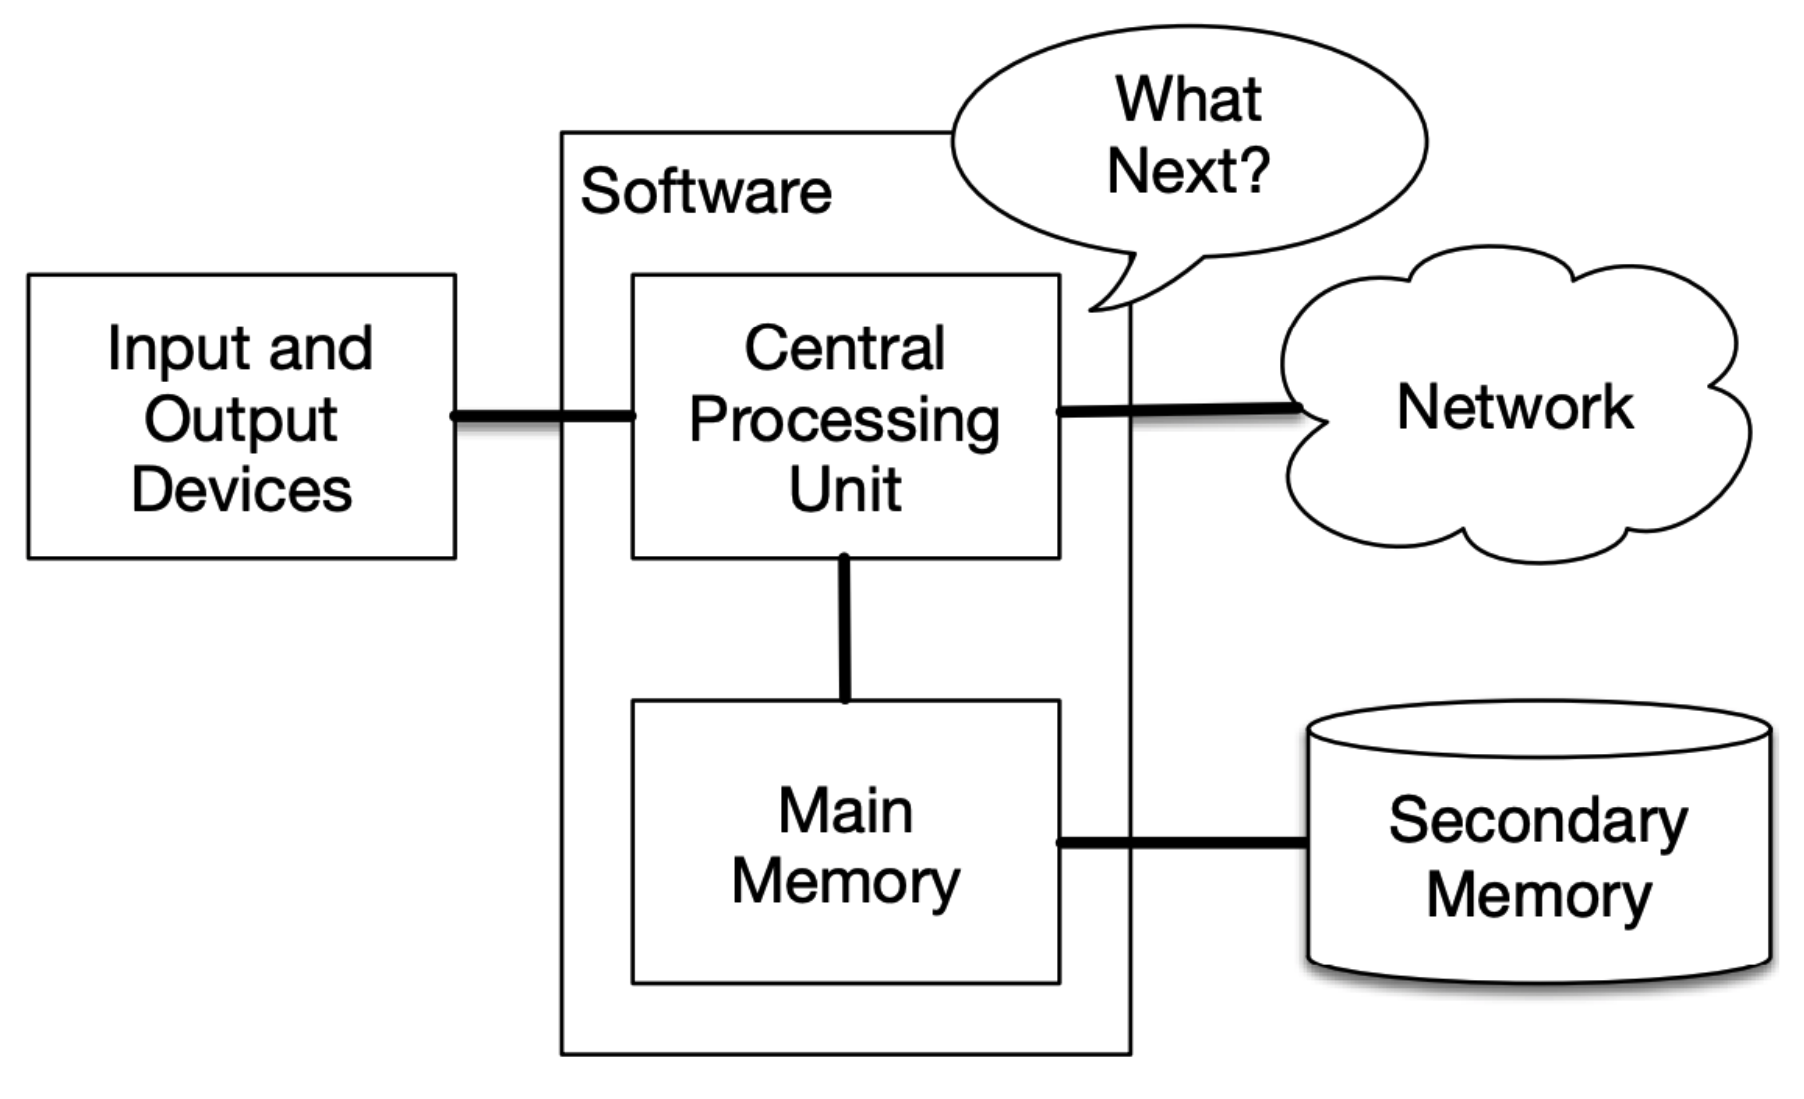 What
Next?
Software
Input and
Output
Devices
Central
Processing
Unit
Network
Main
Memory
Secondary
Memory